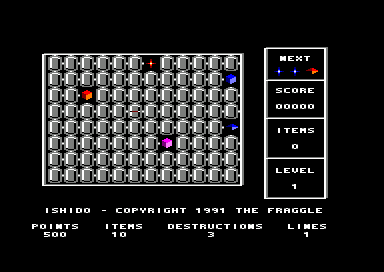 NEXT
SCORE
00000
ITEMS
0
LEVEL
1
ISHIDO - COPYRIGHT 1991 THE FRAGGLE
POINTS ITEMS DESTRUCTIONS LINES
500 10 3 1